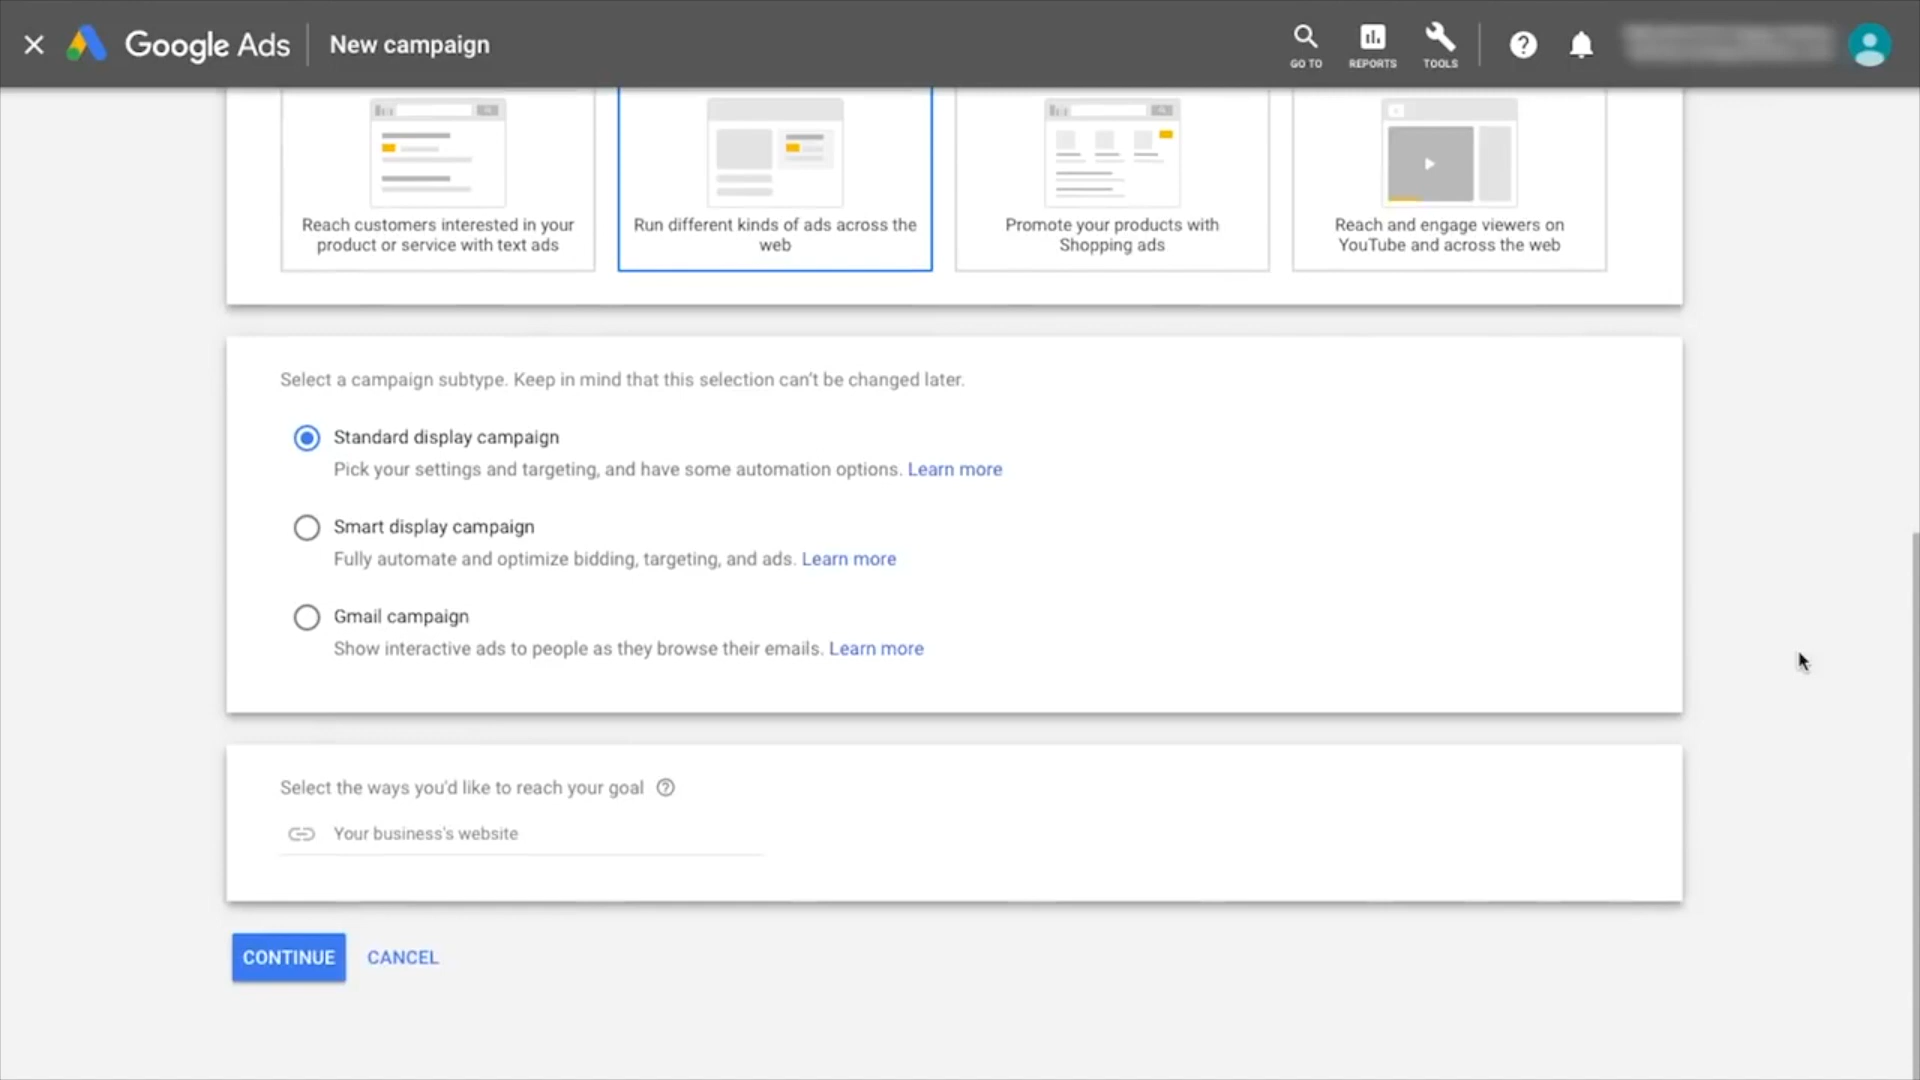 Google Ads
New campaign
GO TO
REPORTS
TOOLS
Reach customers interested in your
product or service with text ads
Run different kinds of ads across the
web
Promote your products with
Shopping ads
Reach and engage viewers on
YouTube and across the web
Select a campaign subtype. Keep in mind that this selection can't be changed later.
Standard display campaign
Pick your settings and targeting, and have some automation options. Learn more
Smart display campaign
Fully automate and optimize bidding, targeting, and ads. Learn more
Gmail campaign
Show interactive ads to people as they browse their emails. Learn more
Select the ways you'd like to reach your goal
Your business's website
CONTINUE
CANCEL